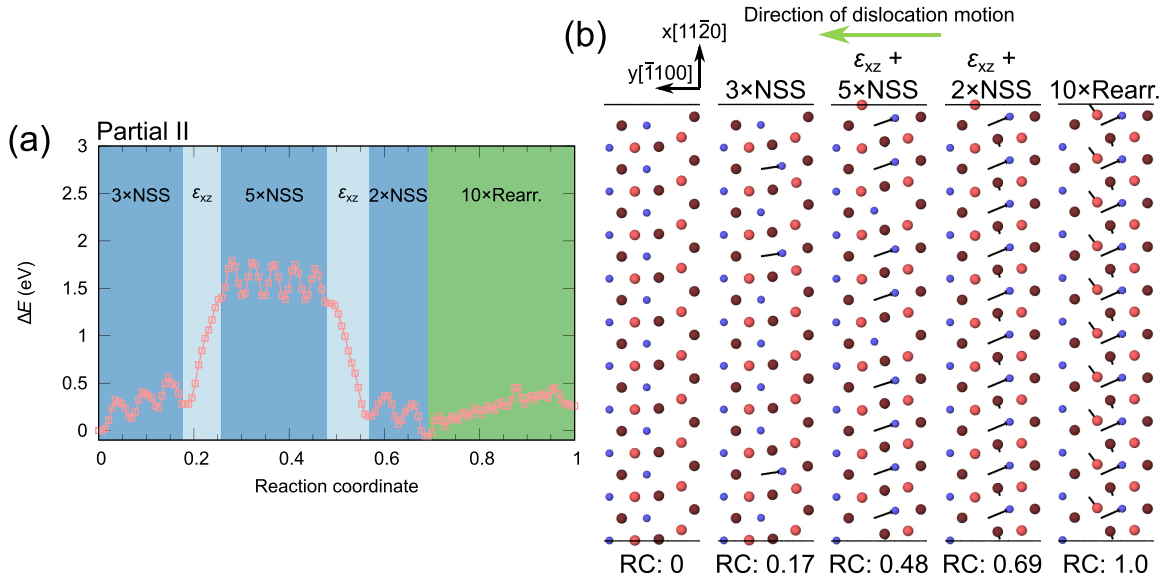 (a)
Partial II
3
2.5
2
1.5
1
0.5
0
ΔE (eV)
3×NSS
εxz
5×NSS
εxz
2×NSS
10×Rearr.
0
0.2
0.4
0.6
0.8
1
Reaction coordinate
(b)
Direction of dislocation motion
x[112̄0]
y[1̄100]
3×NSS
εxz +
5×NSS
εxz +
2×NSS
10×Rearr.
RC: 0
RC: 0.17
RC: 0.48
RC: 0.69
RC: 1.0